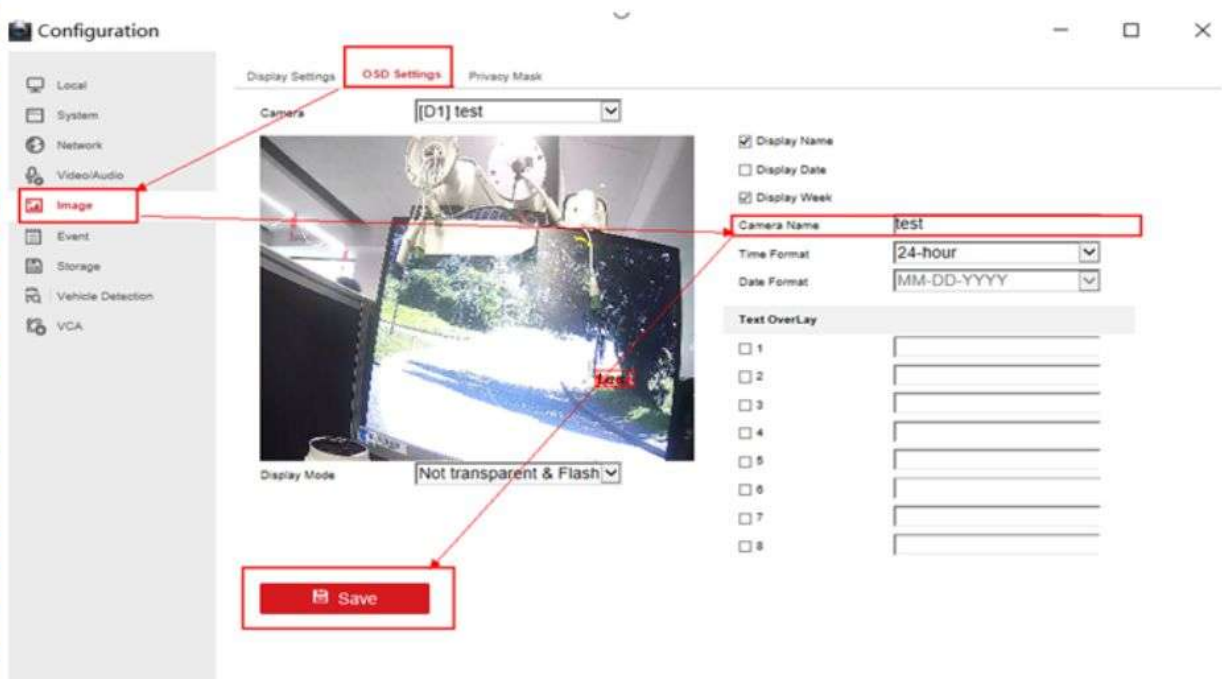 Configuration
Local
System
Network
Video/Audio
Image
Event
Storage
Vehicle Detection
VCA
Display Settings OSD Settings Privacy Mask
Camera [D1] test
test
Display Mode Not transparent & Flash
Save
Display Name
Display Date
Display Week
Camera Name test
Time Format 24-hour
Date Format MM-DD-YYYY
Text OverLay
1
2
3
4
5
6
7
8